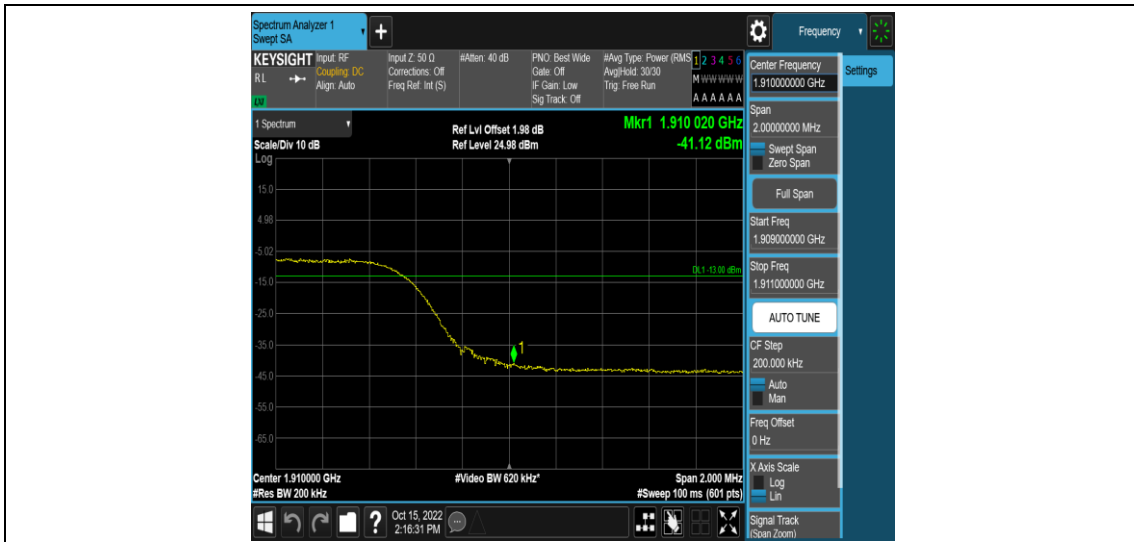 Spectrum Analyzer 1
Swept SA
+
Frequency
KEYSIGHT
RL
LXI
Input: RF
Coupling: DC
Align: Auto
Input Z: 50 Ω
Corrections: Off
Freq Ref: Int (S)
#Atten: 40 dB
PNO: Best Wide
Gate: Off
IF Gain: Low
Sig Track: Off
#Avg Type: Power (RMS
Avg|Hold: 30/30
Trig: Free Run
1 2 3 4 5 6
M W W W W W
A A A A A A
1 Spectrum
Scale/Div 10 dB
Ref Lvl Offset 1.98 dB
Ref Level 24.98 dBm
Mkr1 1.910 020 GHz
-41.12 dBm
Log
15.0
4.98
-5.02
-15.0
-25.0
-35.0
-45.0
-55.0
-65.0
DL1 -13.00 dBm
1
Center 1.910000 GHz
#Res BW 200 kHz
#Video BW 620 kHz*
Span 2.000 MHz
#Sweep 100 ms (601 pts)
?
Oct 15, 2022
2:16:31 PM
Center Frequency
1.910000000 GHz
Settings
Span
2.00000000 MHz
Swept Span
Zero Span
Full Span
Start Freq
1.909000000 GHz
Stop Freq
1.911000000 GHz
AUTO TUNE
CF Step
200.000 kHz
Auto
Man
Freq Offset
0 Hz
X Axis Scale
Log
Lin
Signal Track
(Span Zoom)